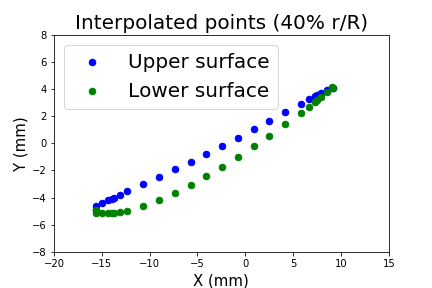 Interpolated points (40% r/R)
Upper surface
Lower surface
Y (mm)
8
6
4
2
0
−2
−4
−6
−8
−20 −15 −10 −5 0 5 10 15
X (mm)